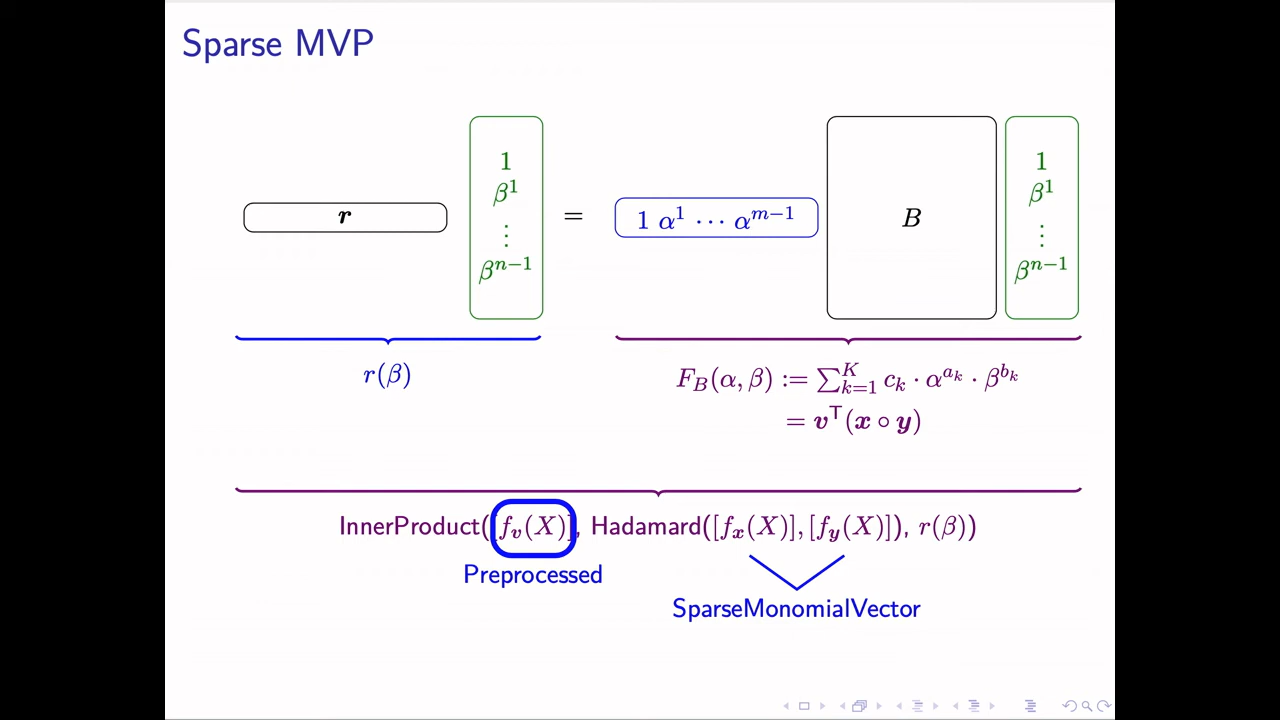 Sparse MVP
r
1
β¹
⋮
βⁿ⁻¹
=
1 α¹ ⋯ αᵐ⁻¹
B
1
β¹
⋮
βⁿ⁻¹
r(β)
F_B(α, β) := ∑_{k=1}^{K} c_k · α^{a_k} · β^{b_k}
= v^T(x ∘ y)
InnerProduct([f_v(X)], Hadamard([f_x(X)], [f_y(X)]), r(β))
Preprocessed
SparseMonomialVector